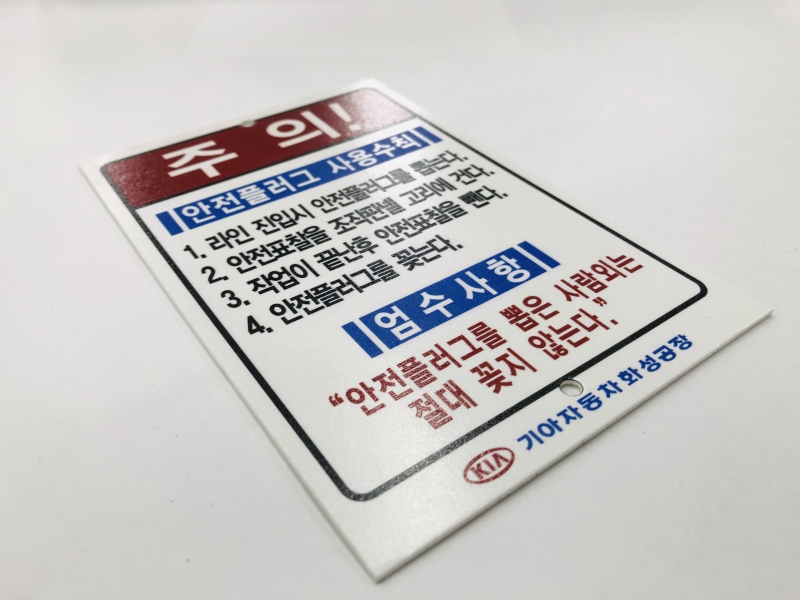 주 의!
안전플러그 사용수칙
1. 라인 진입시 안전플러그를 뽑는다.
2. 안전표찰을 조작판별 고리에 건다.
3. 작업이 끝난후 안전표찰을 뺀다.
4. 안전플러그를 꽂는다.
엄수사항
“안전플러그를 뽑은 사람외는
절대 꽂지 않는다.”
KIA 기아자동차화성공장